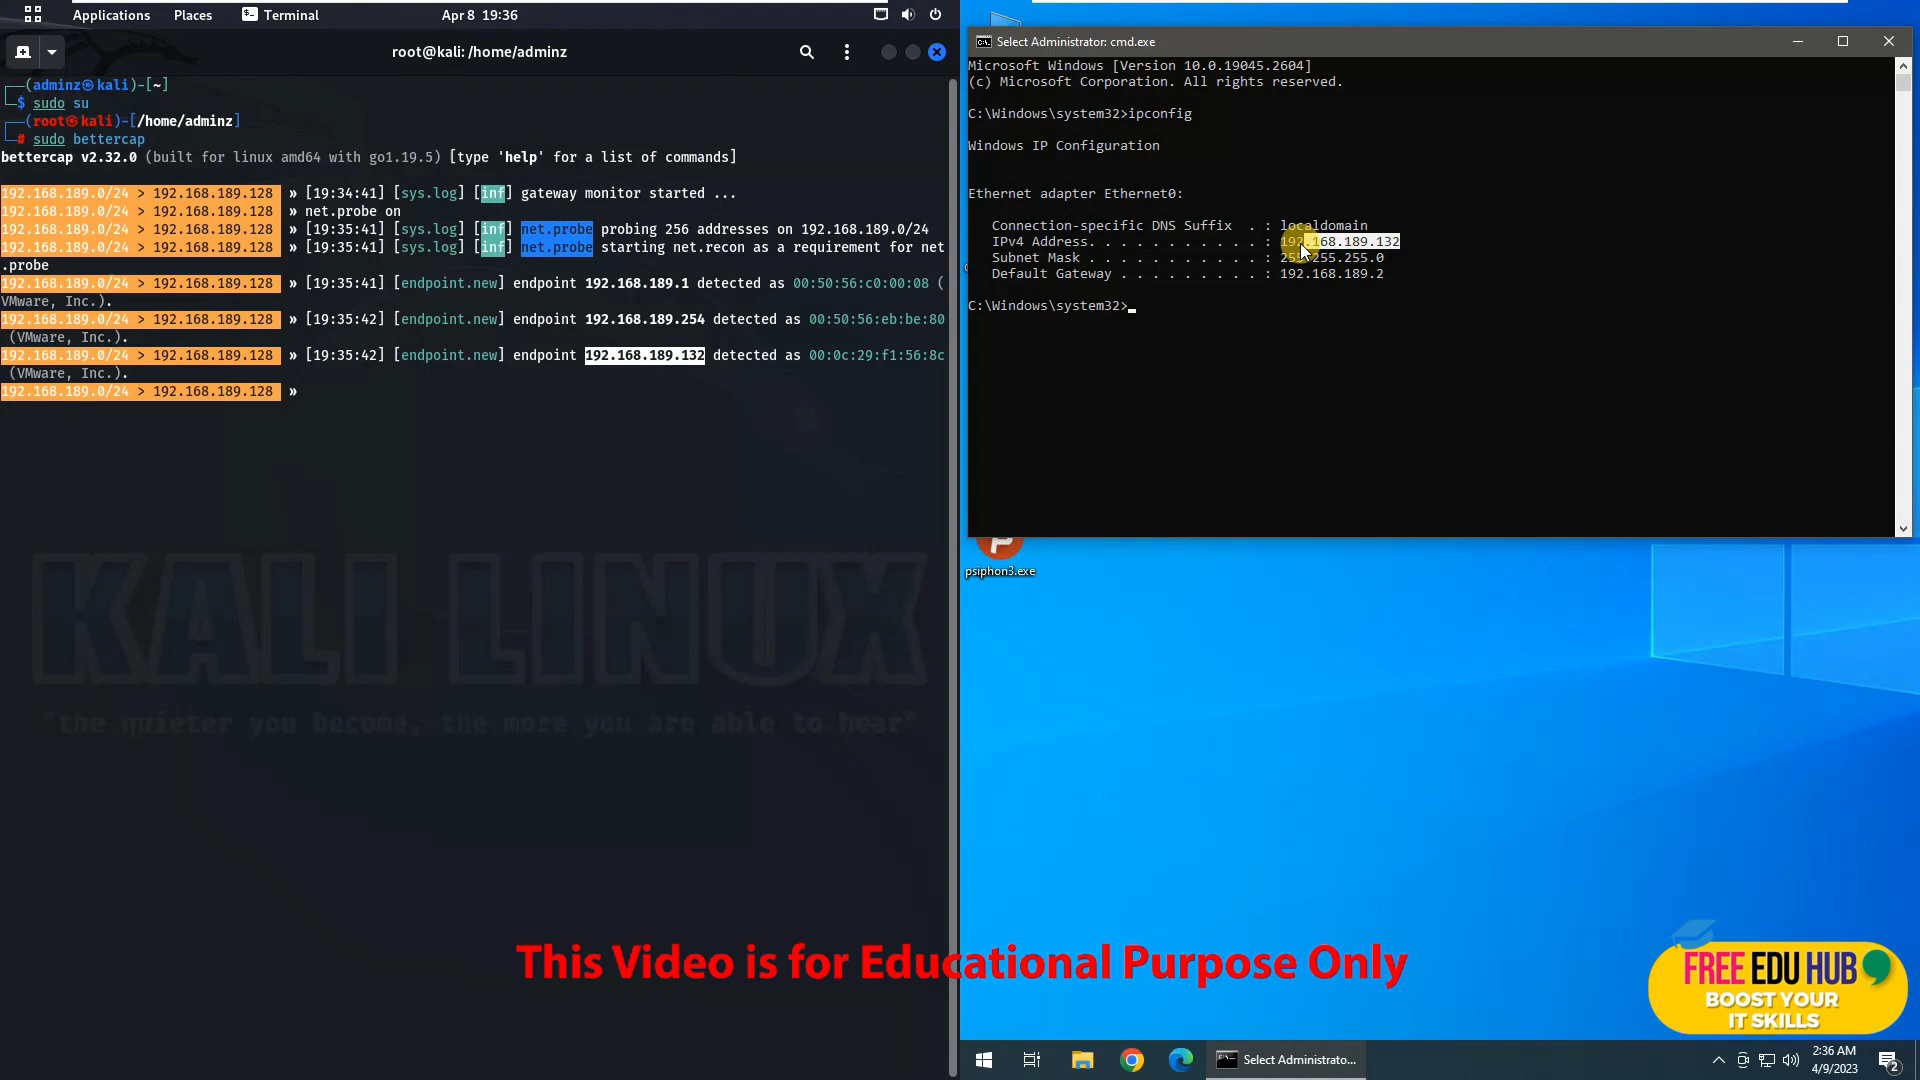 Applications Places Terminal Apr 8 19:36
root@kali: /home/adminz
(adminz㉿kali)-[~]
$ sudo su
(root㉿kali)-[/home/adminz]
# sudo bettercap
bettercap v2.32.0 (built for linux amd64 with go1.19.5) [type 'help' for a list of commands]
192.168.189.0/24 > 192.168.189.128 » [19:34:41] [sys.log] [inf] gateway monitor started ...
192.168.189.0/24 > 192.168.189.128 » net.probe on
192.168.189.0/24 > 192.168.189.128 » [19:35:41] [sys.log] [inf] net.probe probing 256 addresses on 192.168.189.0/24
192.168.189.0/24 > 192.168.189.128 » [19:35:41] [sys.log] [inf] net.probe starting net.recon as a requirement for net
.probe
192.168.189.0/24 > 192.168.189.128 » [19:35:41] [endpoint.new] endpoint 192.168.189.1 detected as 00:50:56:c0:00:08 (
VMware, Inc.).
192.168.189.0/24 > 192.168.189.128 » [19:35:42] [endpoint.new] endpoint 192.168.189.254 detected as 00:50:56:eb:be:80
(VMware, Inc.).
192.168.189.0/24 > 192.168.189.128 » [19:35:42] [endpoint.new] endpoint 192.168.189.132 detected as 00:0c:29:f1:56:8c
(VMware, Inc.).
192.168.189.0/24 > 192.168.189.128 »
KALI LINUX
"the quieter you become, the more you are able to hear"
Select Administrator: cmd.exe
Microsoft Windows [Version 10.0.19045.2604]
(c) Microsoft Corporation. All rights reserved.
C:\Windows\system32>ipconfig
Windows IP Configuration
Ethernet adapter Ethernet0:
Connection-specific DNS Suffix . : localdomain
IPv4 Address. . . . . . . . . . . : 192.168.189.132
Subnet Mask . . . . . . . . . . . : 255.255.255.0
Default Gateway . . . . . . . . . : 192.168.189.2
C:\Windows\system32>
psiphon3.exe
This Video is for Educational Purpose Only
FREE EDU HUB
BOOST YOUR
IT SKILLS
Select Administrato...
2:36 AM
4/9/2023
2